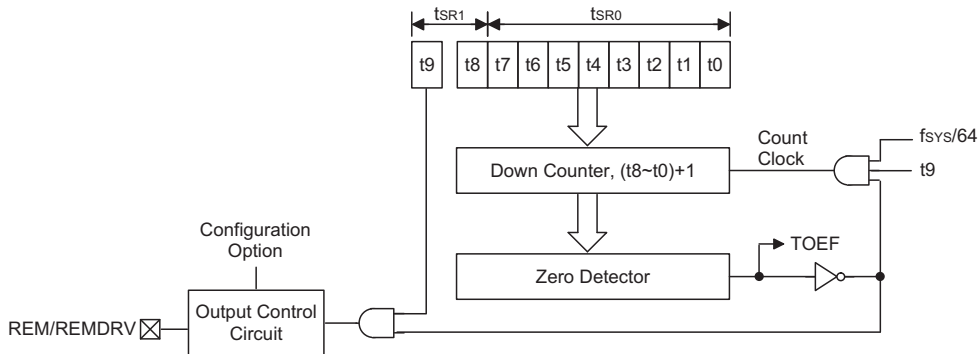 tSR1 tSR0
t9 t8 t7 t6 t5 t4 t3 t2 t1 t0
Count
Clock
fSYS/64
t9
Down Counter, (t8~t0)+1
Configuration
Option
TOEF
Zero Detector
REM/REMDRV
Output Control
Circuit